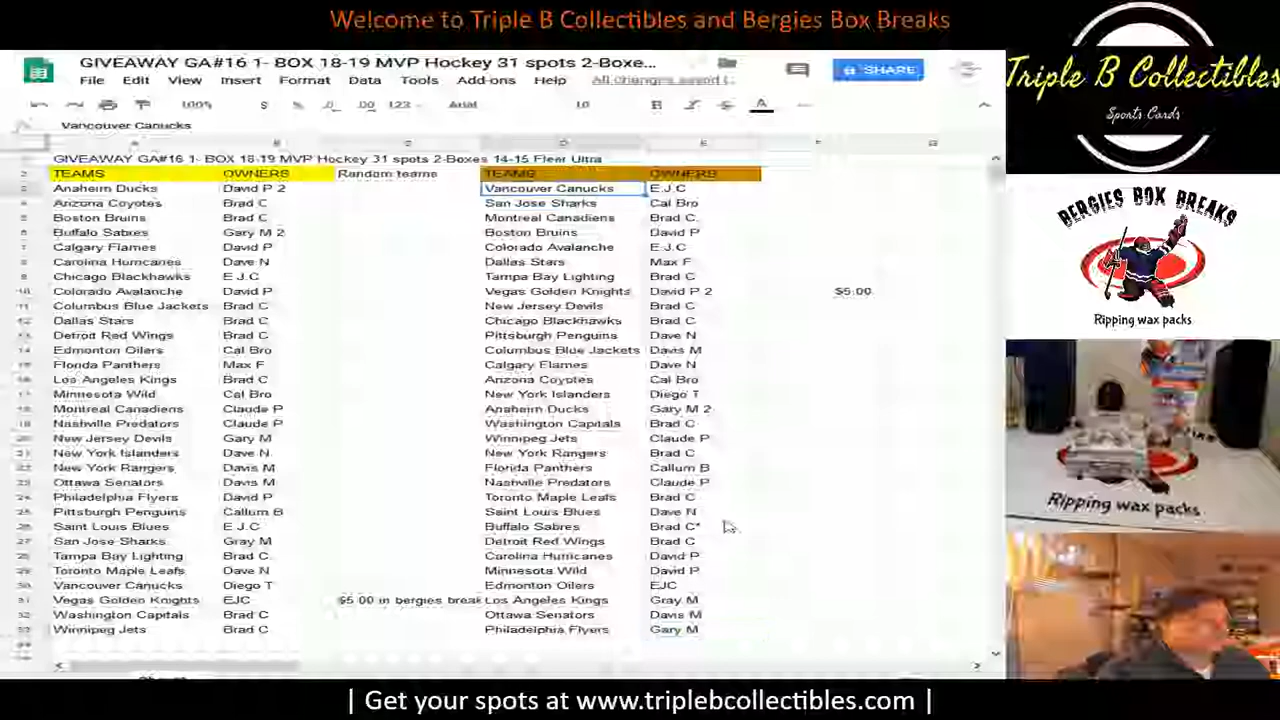 Welcome to Triple B Collectibles and Bergies Box Breaks
GIVEAWAY GA#16 1- BOX 18-19 MVP Hockey 31 spots 2-Boxe...
File Edit View Insert Format Data Tools Add-ons Help All changes saved
SHARE
100% $ % .0 .00 123 Arial 10 B I S A
Vancouver Canucks
GIVEAWAY GA#16 1- BOX 18-19 MVP Hockey 31 spots 2-Boxes 14-15 Fleer Ultra
TEAMS OWNERS Random teams TEAMS OWNERS
Anaheim Ducks David P 2 Vancouver Canucks E.J.C
Arizona Coyotes Brad C San Jose Sharks Cal Bro
Boston Bruins Brad C Montreal Canadiens Brad C.
Buffalo Sabres Gary M 2 Boston Bruins David P
Calgary Flames David P Colorado Avalanche E.J.C
Carolina Hurricanes Dave N Dallas Stars Max F
Chicago Blackhawks E.J.C Tampa Bay Lighting Brad C
Colorado Avalanche David P Vegas Golden Knights David P 2 $5.00
Columbus Blue Jackets Brad C New Jersey Devils Brad C
Dallas Stars Brad C Chicago Blackhawks Brad C
Detroit Red Wings Brad C Pittsburgh Penguins Dave N
Edmonton Oilers Cal Bro Columbus Blue Jackets Davis M
Florida Panthers Max F Calgary Flames Dave N
Los Angeles Kings Brad C Arizona Coyotes Cal Bro
Minnesota Wild Cal Bro New York Islanders Diego T
Montreal Canadiens Claude P Anaheim Ducks Gary M 2
Nashville Predators Claude P Washington Capitals Brad C
New Jersey Devils Gary M Winnipeg Jets Claude P
New York Islanders Dave N New York Rangers Brad C
New York Rangers Davis M Florida Panthers Callum B
Ottawa Senators Davis M Nashville Predators Claude P
Philadelphia Flyers David P Toronto Maple Leafs Brad C
Pittsburgh Penguins Callum B Saint Louis Blues Dave N
Saint Louis Blues E.J.C Buffalo Sabres Brad C*
San Jose Sharks Gray M Detroit Red Wings Brad C
Tampa Bay Lighting Brad C Carolina Hurricanes David P
Toronto Maple Leafs Dave N Minnesota Wild David P
Vancouver Canucks Diego T Edmonton Oilers EJC
Vegas Golden Knights EJC $5.00 in bergies break Los Angeles Kings Gray M
Washington Capitals Brad C Ottawa Senators Davis M
Winnipeg Jets Brad C Philadelphia Flyers Gary M
Triple B Collectibles
Sports Cards
BERGIES BOX BREAKS
Ripping wax packs
Ripping wax packs
| Get your spots at www.triplebcollectibles.com |